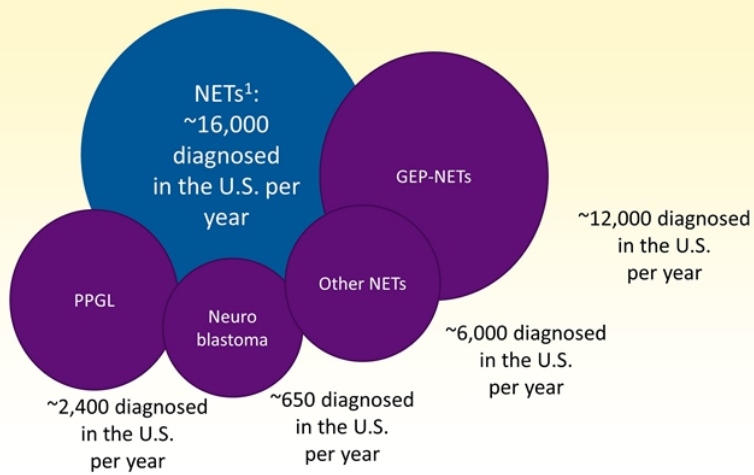 NETs¹:
~16,000
diagnosed
in the U.S. per
year
GEP-NETs
~12,000 diagnosed
in the U.S.
per year
Other NETs
~6,000 diagnosed
in the U.S.
per year
PPGL
~2,400 diagnosed
in the U.S.
per year
Neuro
blastoma
~650 diagnosed
in the U.S.
per year